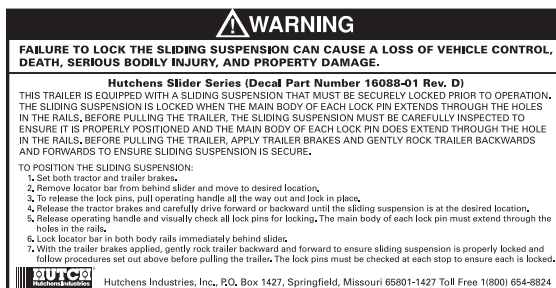 WARNING
FAILURE TO LOCK THE SLIDING SUSPENSION CAN CAUSE A LOSS OF VEHICLE CONTROL,
DEATH, SERIOUS BODILY INJURY, AND PROPERTY DAMAGE.
Hutchens Slider Series (Decal Part Number 16088-01 Rev. D)
THIS TRAILER IS EQUIPPED WITH A SLIDING SUSPENSION THAT MUST BE SECURELY LOCKED PRIOR TO OPERATION.
THE SLIDING SUSPENSION IS LOCKED WHEN THE MAIN BODY OF EACH LOCK PIN EXTENDS THROUGH THE HOLES
IN THE RAILS. BEFORE PULLING THE TRAILER, THE SLIDING SUSPENSION MUST BE CAREFULLY INSPECTED TO
ENSURE IT IS PROPERLY POSITIONED AND THE MAIN BODY OF EACH LOCK PIN DOES EXTEND THROUGH THE HOLE
IN THE RAILS. BEFORE PULLING THE TRAILER, APPLY TRAILER BRAKES AND GENTLY ROCK TRAILER BACKWARDS
AND FORWARDS TO ENSURE SLIDING SUSPENSION IS SECURE.
TO POSITION THE SLIDING SUSPENSION:
1. Set both tractor and trailer brakes.
2. Remove locator bar from behind slider and move to desired location.
3. To release the lock pins, pull operating handle all the way out and lock in place.
4. Release the tractor brakes and carefully drive forward or backward until the sliding suspension is at the desired location.
5. Release operating handle and visually check all lock pins for locking. The main body of each lock pin must extend through the
holes in the rails.
6. Lock locator bar in both body rails immediately behind slider.
7. With the trailer brakes applied, gently rock trailer backward and forward to ensure sliding suspension is properly locked and
follow procedures set out above before pulling the trailer. The lock pins must be checked at each stop to ensure each is locked.
HUTCH
Hutchens Industries
Hutchens Industries, Inc., P.O. Box 1427, Springfield, Missouri 65801-1427 Toll Free 1(800) 654-8824